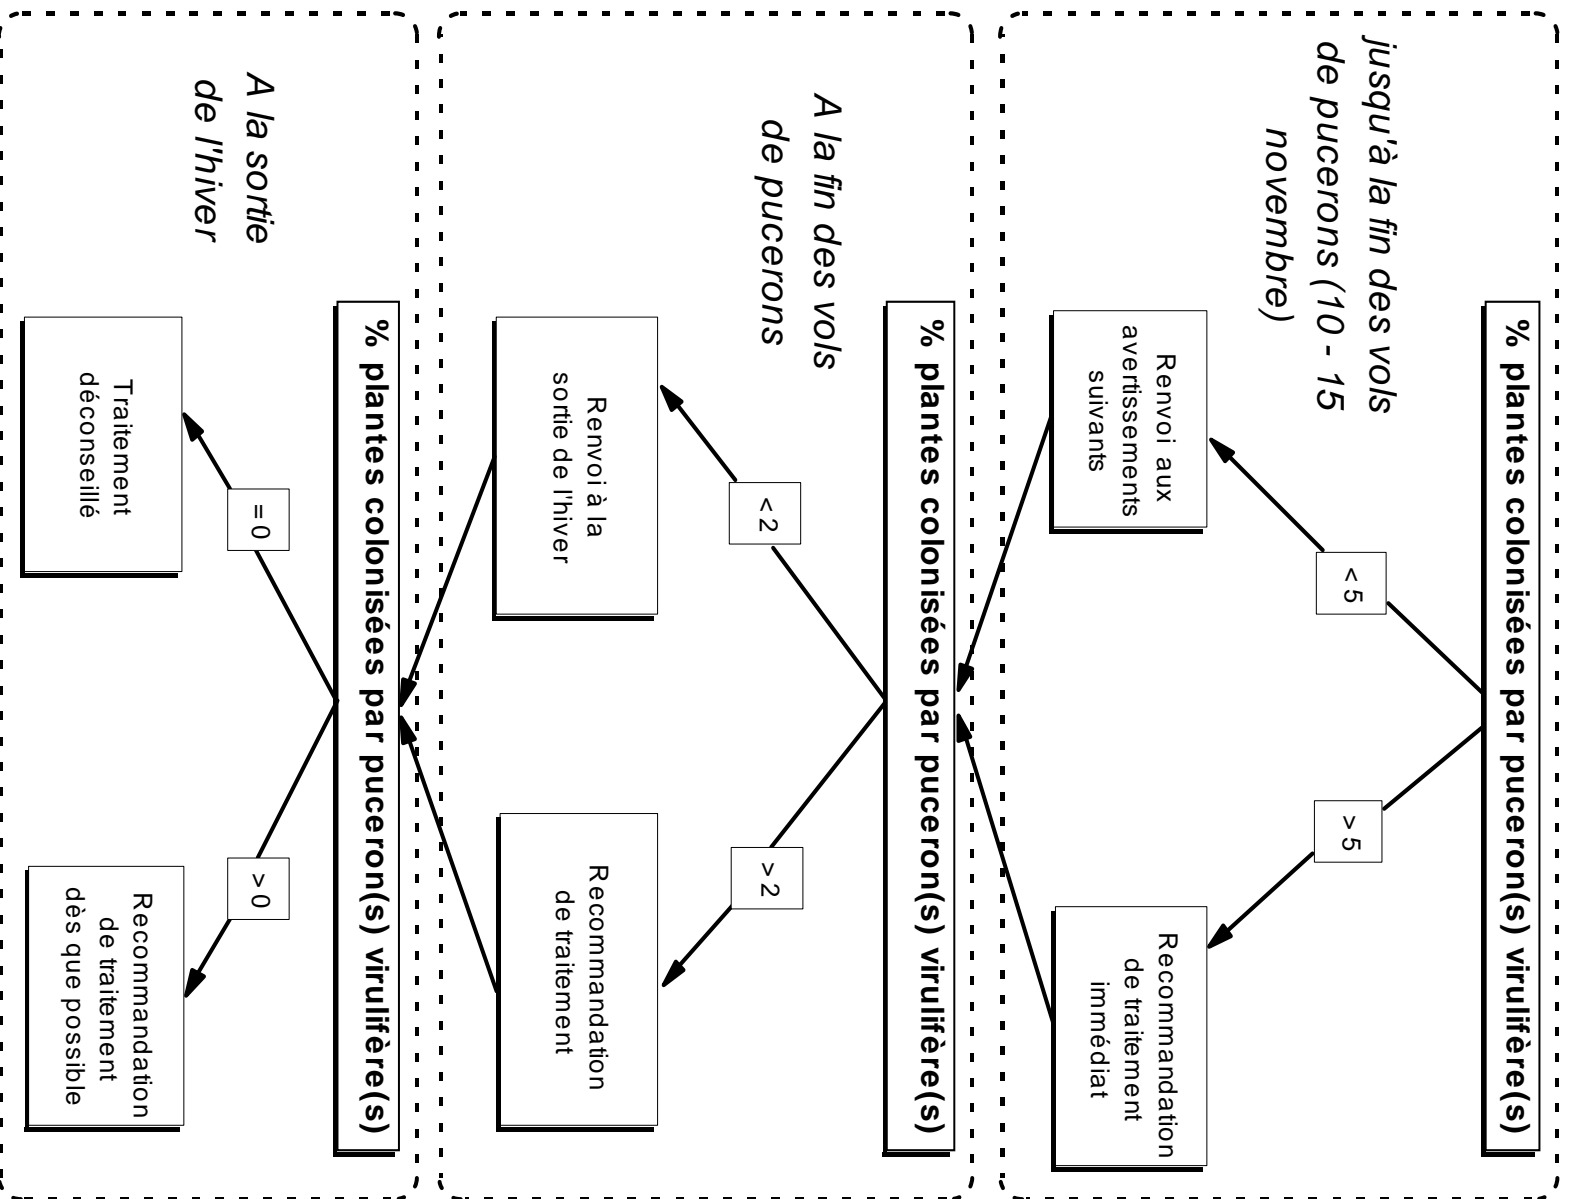 jusqu'à la fin des vols
de pucerons (10 - 15
novembre)
% plantes colonisées par puceron(s) virulifère(s)
< 5
> 5
Renvoi aux
avertissements
suivants
Recommandation
de traitement
immédiat
A la fin des vols
de pucerons
% plantes colonisées par puceron(s) virulifère(s)
< 2
> 2
Renvoi à la
sortie de l'hiver
Recommandation
de traitement
A la sortie
de l'hiver
% plantes colonisées par puceron(s) virulifère(s)
= 0
> 0
Traitement
déconseillé
Recommandation
de traitement
dès que possible